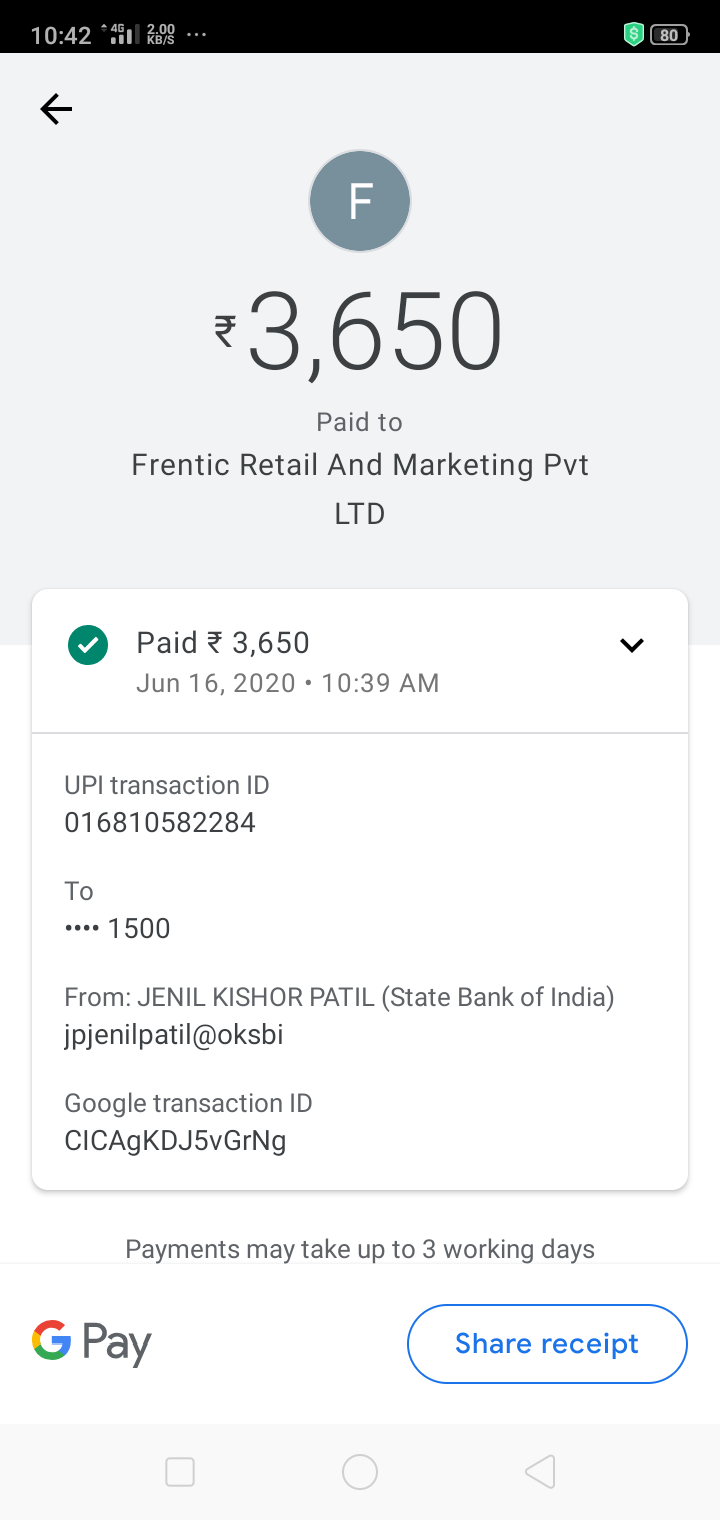 10:42 4G 2.00 KB/S ... 80
F
₹3,650
Paid to
Frentic Retail And Marketing Pvt
LTD
Paid ₹ 3,650
Jun 16, 2020 • 10:39 AM
UPI transaction ID
016810582284
To
•••• 1500
From: JENIL KISHOR PATIL (State Bank of India)
jpjenilpatil@oksbi
Google transaction ID
CICAgKDJ5vGrNg
Payments may take up to 3 working days
G Pay
Share receipt